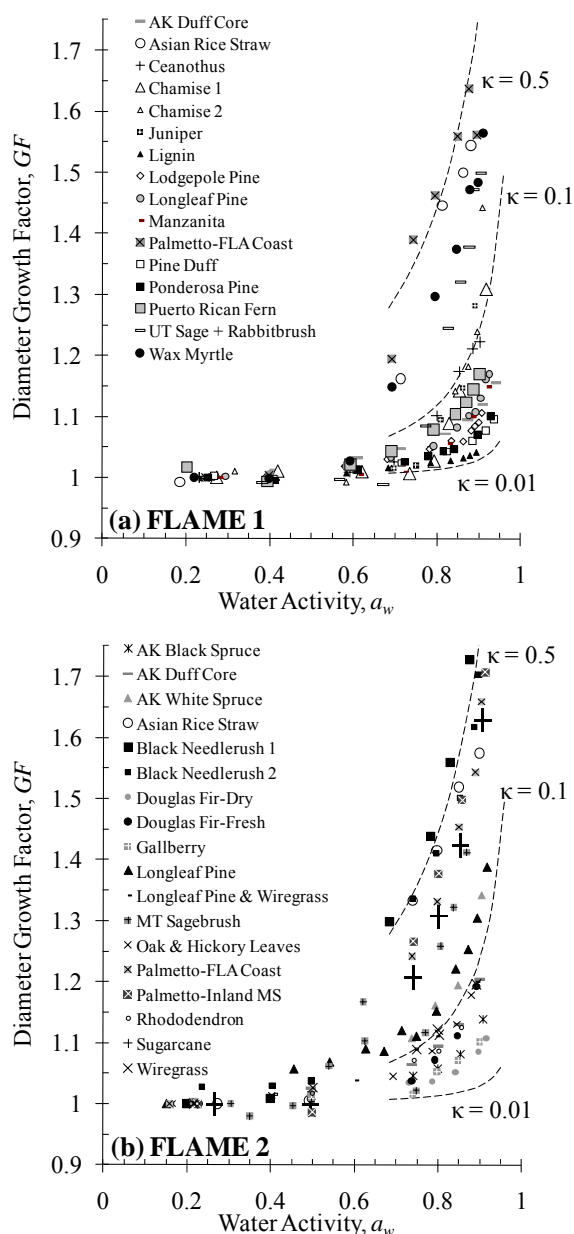 AK Duff Core
Asian Rice Straw
Ceanothus
Chamise 1
Chamise 2
Juniper
Lignin
Lodgepole Pine
Longleaf Pine
Manzanita
Palmetto-FLA Coast
Pine Duff
Ponderosa Pine
Puerto Rican Fern
UT Sage + Rabbitbrush
Wax Myrtle
κ = 0.5
κ = 0.1
κ = 0.01
Diameter Growth Factor, GF
1.7
1.6
1.5
1.4
1.3
1.2
1.1
1
0.9
(a) FLAME 1
0 0.2 0.4 0.6 0.8 1
Water Activity, aw
AK Black Spruce
AK Duff Core
AK White Spruce
Asian Rice Straw
Black Needlerush 1
Black Needlerush 2
Douglas Fir-Dry
Douglas Fir-Fresh
Gallberry
Longleaf Pine
Longleaf Pine & Wiregrass
MT Sagebrush
Oak & Hickory Leaves
Palmetto-FLA Coast
Palmetto-Inland MS
Rhododendron
Sugarcane
Wiregrass
κ = 0.5
κ = 0.1
κ = 0.01
Diameter Growth Factor, GF
1.7
1.6
1.5
1.4
1.3
1.2
1.1
1
0.9
(b) FLAME 2
0 0.2 0.4 0.6 0.8 1
Water Activity, aw